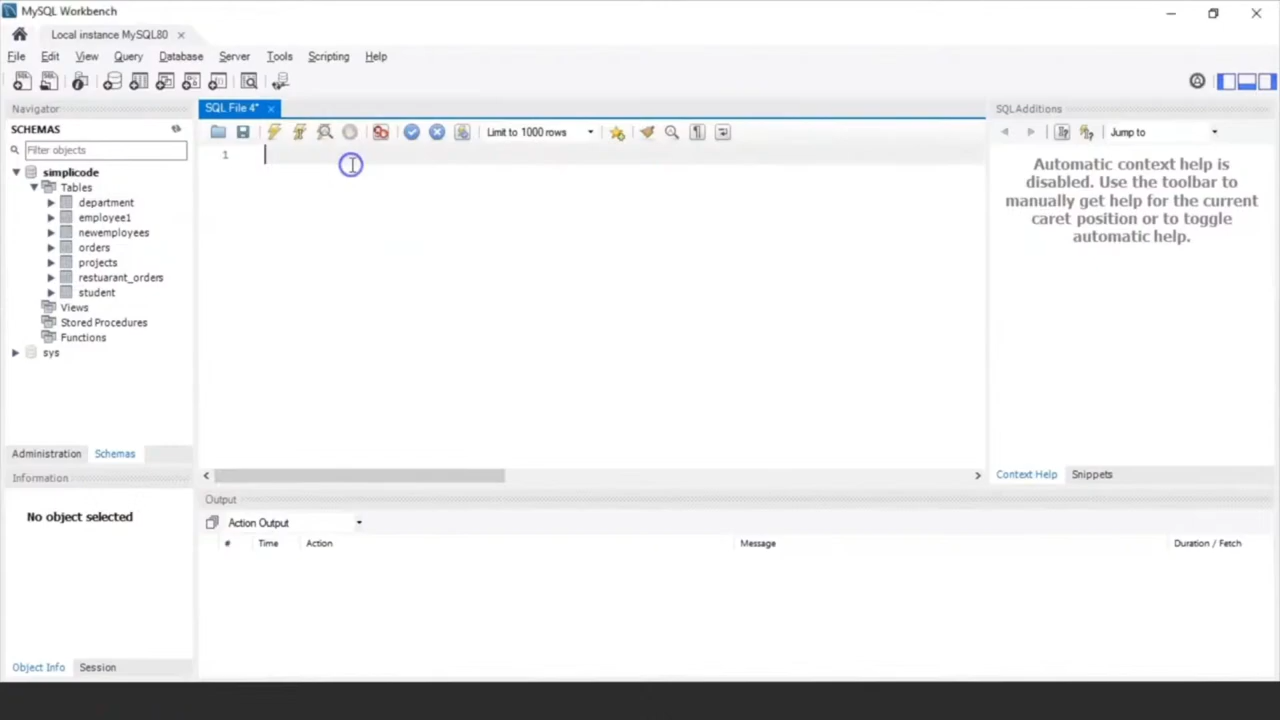 MySQL Workbench
Local instance MySQL80
File Edit View Query Database Server Tools Scripting Help
Navigator
SCHEMAS
Filter objects
simplicode
Tables
department
employee1
newemployees
orders
projects
restuarant_orders
student
Views
Stored Procedures
Functions
sys
Administration Schemas
Information
No object selected
Object Info Session
SQL File 4*
Limit to 1000 rows
1
SQLAdditions
Jump to
Automatic context help is
disabled. Use the toolbar to
manually get help for the current
caret position or to toggle
automatic help.
Context Help Snippets
Output
Action Output
# Time Action Message Duration / Fetch